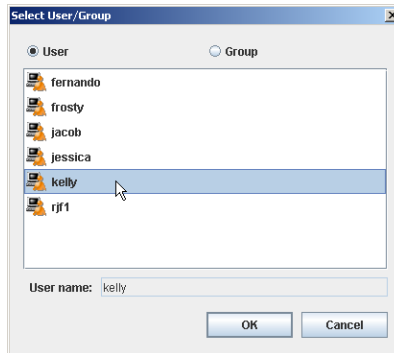 Select User/Group
User Group
fernando
frosty
jacob
jessica
kelly
rjf1
User name: kelly
OK Cancel